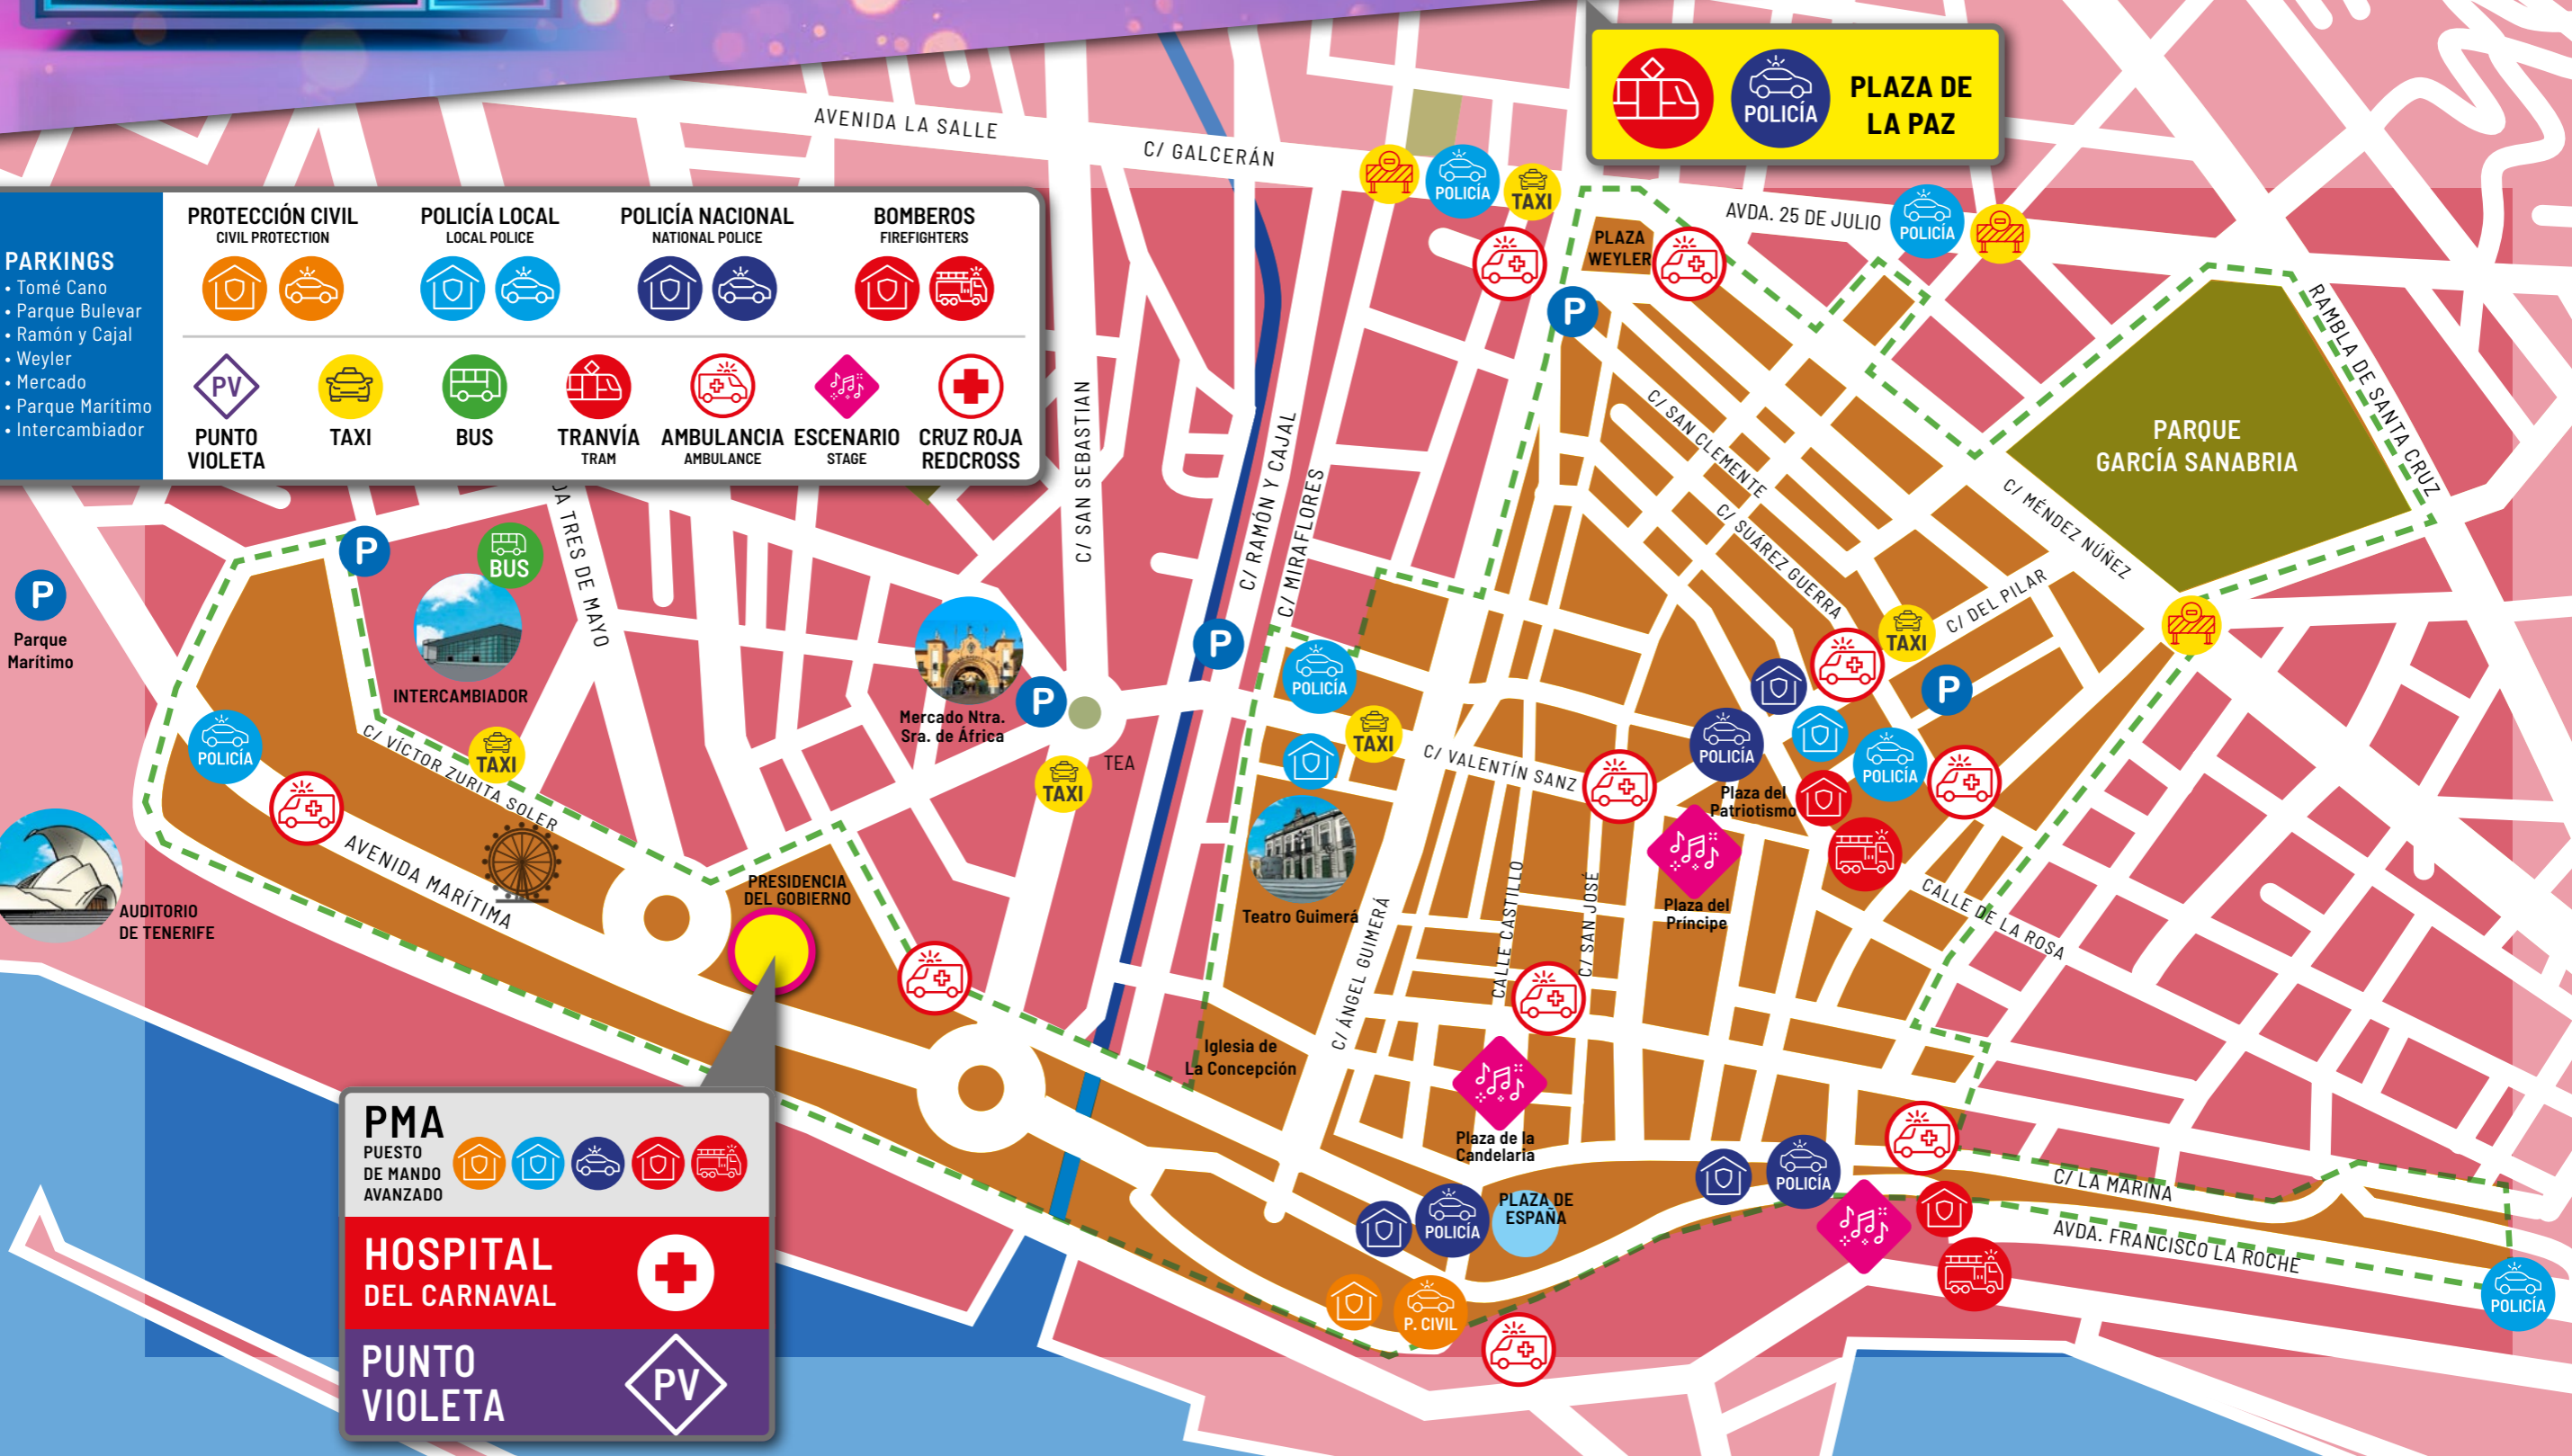 POLICÍA
PLAZA DE
LA PAZ
AVENIDA LA SALLE
C/ GALCERÁN
POLICÍA
TAXI
AVDA. 25 DE JULIO
POLICÍA
PLAZA
WEYLER
PARKINGS
• Tomé Cano
• Parque Bulevar
• Ramón y Cajal
• Weyler
• Mercado
• Parque Marítimo
• Intercambiador
PROTECCIÓN CIVIL
CIVIL PROTECTION
POLICÍA LOCAL
LOCAL POLICE
POLICÍA NACIONAL
NATIONAL POLICE
BOMBEROS
FIREFIGHTERS
PV
PUNTO
VIOLETA
TAXI
BUS
TRANVÍA
TRAM
AMBULANCIA
AMBULANCE
ESCENARIO
STAGE
CRUZ ROJA
REDCROSS
P
RAMBLA DE SANTA CRUZ
PARQUE
GARCÍA SANABRIA
C/ SAN CLEMENTE
C/ SUÁREZ GUERRA
C/ MÉNDEZ NÚÑEZ
C/ DEL PILAR
C/ SAN SEBASTIAN
C/ RAMÓN Y CAJAL
C/ MIRAFLORES
DA TRES DE MAYO
P
BUS
P
Parque
Marítimo
INTERCAMBIADOR
P
Mercado Ntra.
Sra. de África
P
TEA
TAXI
POLICÍA
TAXI
TAXI
P
POLICÍA
POLICÍA
C/ VALENTÍN SANZ
Plaza del
Patriotismo
POLICÍA
C/ VÍCTOR ZURITA SOLER
TAXI
AVENIDA MARÍTIMA
AUDITORIO
DE TENERIFE
PRESIDENCIA
DEL GOBIERNO
Teatro Guimerá
C/ ÁNGEL GUIMERÁ
CALLE CASTILLO
C/ SAN JOSÉ
Plaza del
Príncipe
CALLE DE LA ROSA
Iglesia de
La Concepción
Plaza de la
Candelaria
PLAZA DE
ESPAÑA
POLICÍA
POLICÍA
C/ LA MARINA
AVDA. FRANCISCO LA ROCHE
POLICÍA
P. CIVIL
PMA
PUESTO
DE MANDO
AVANZADO
HOSPITAL
DEL CARNAVAL
PUNTO
VIOLETA
PV